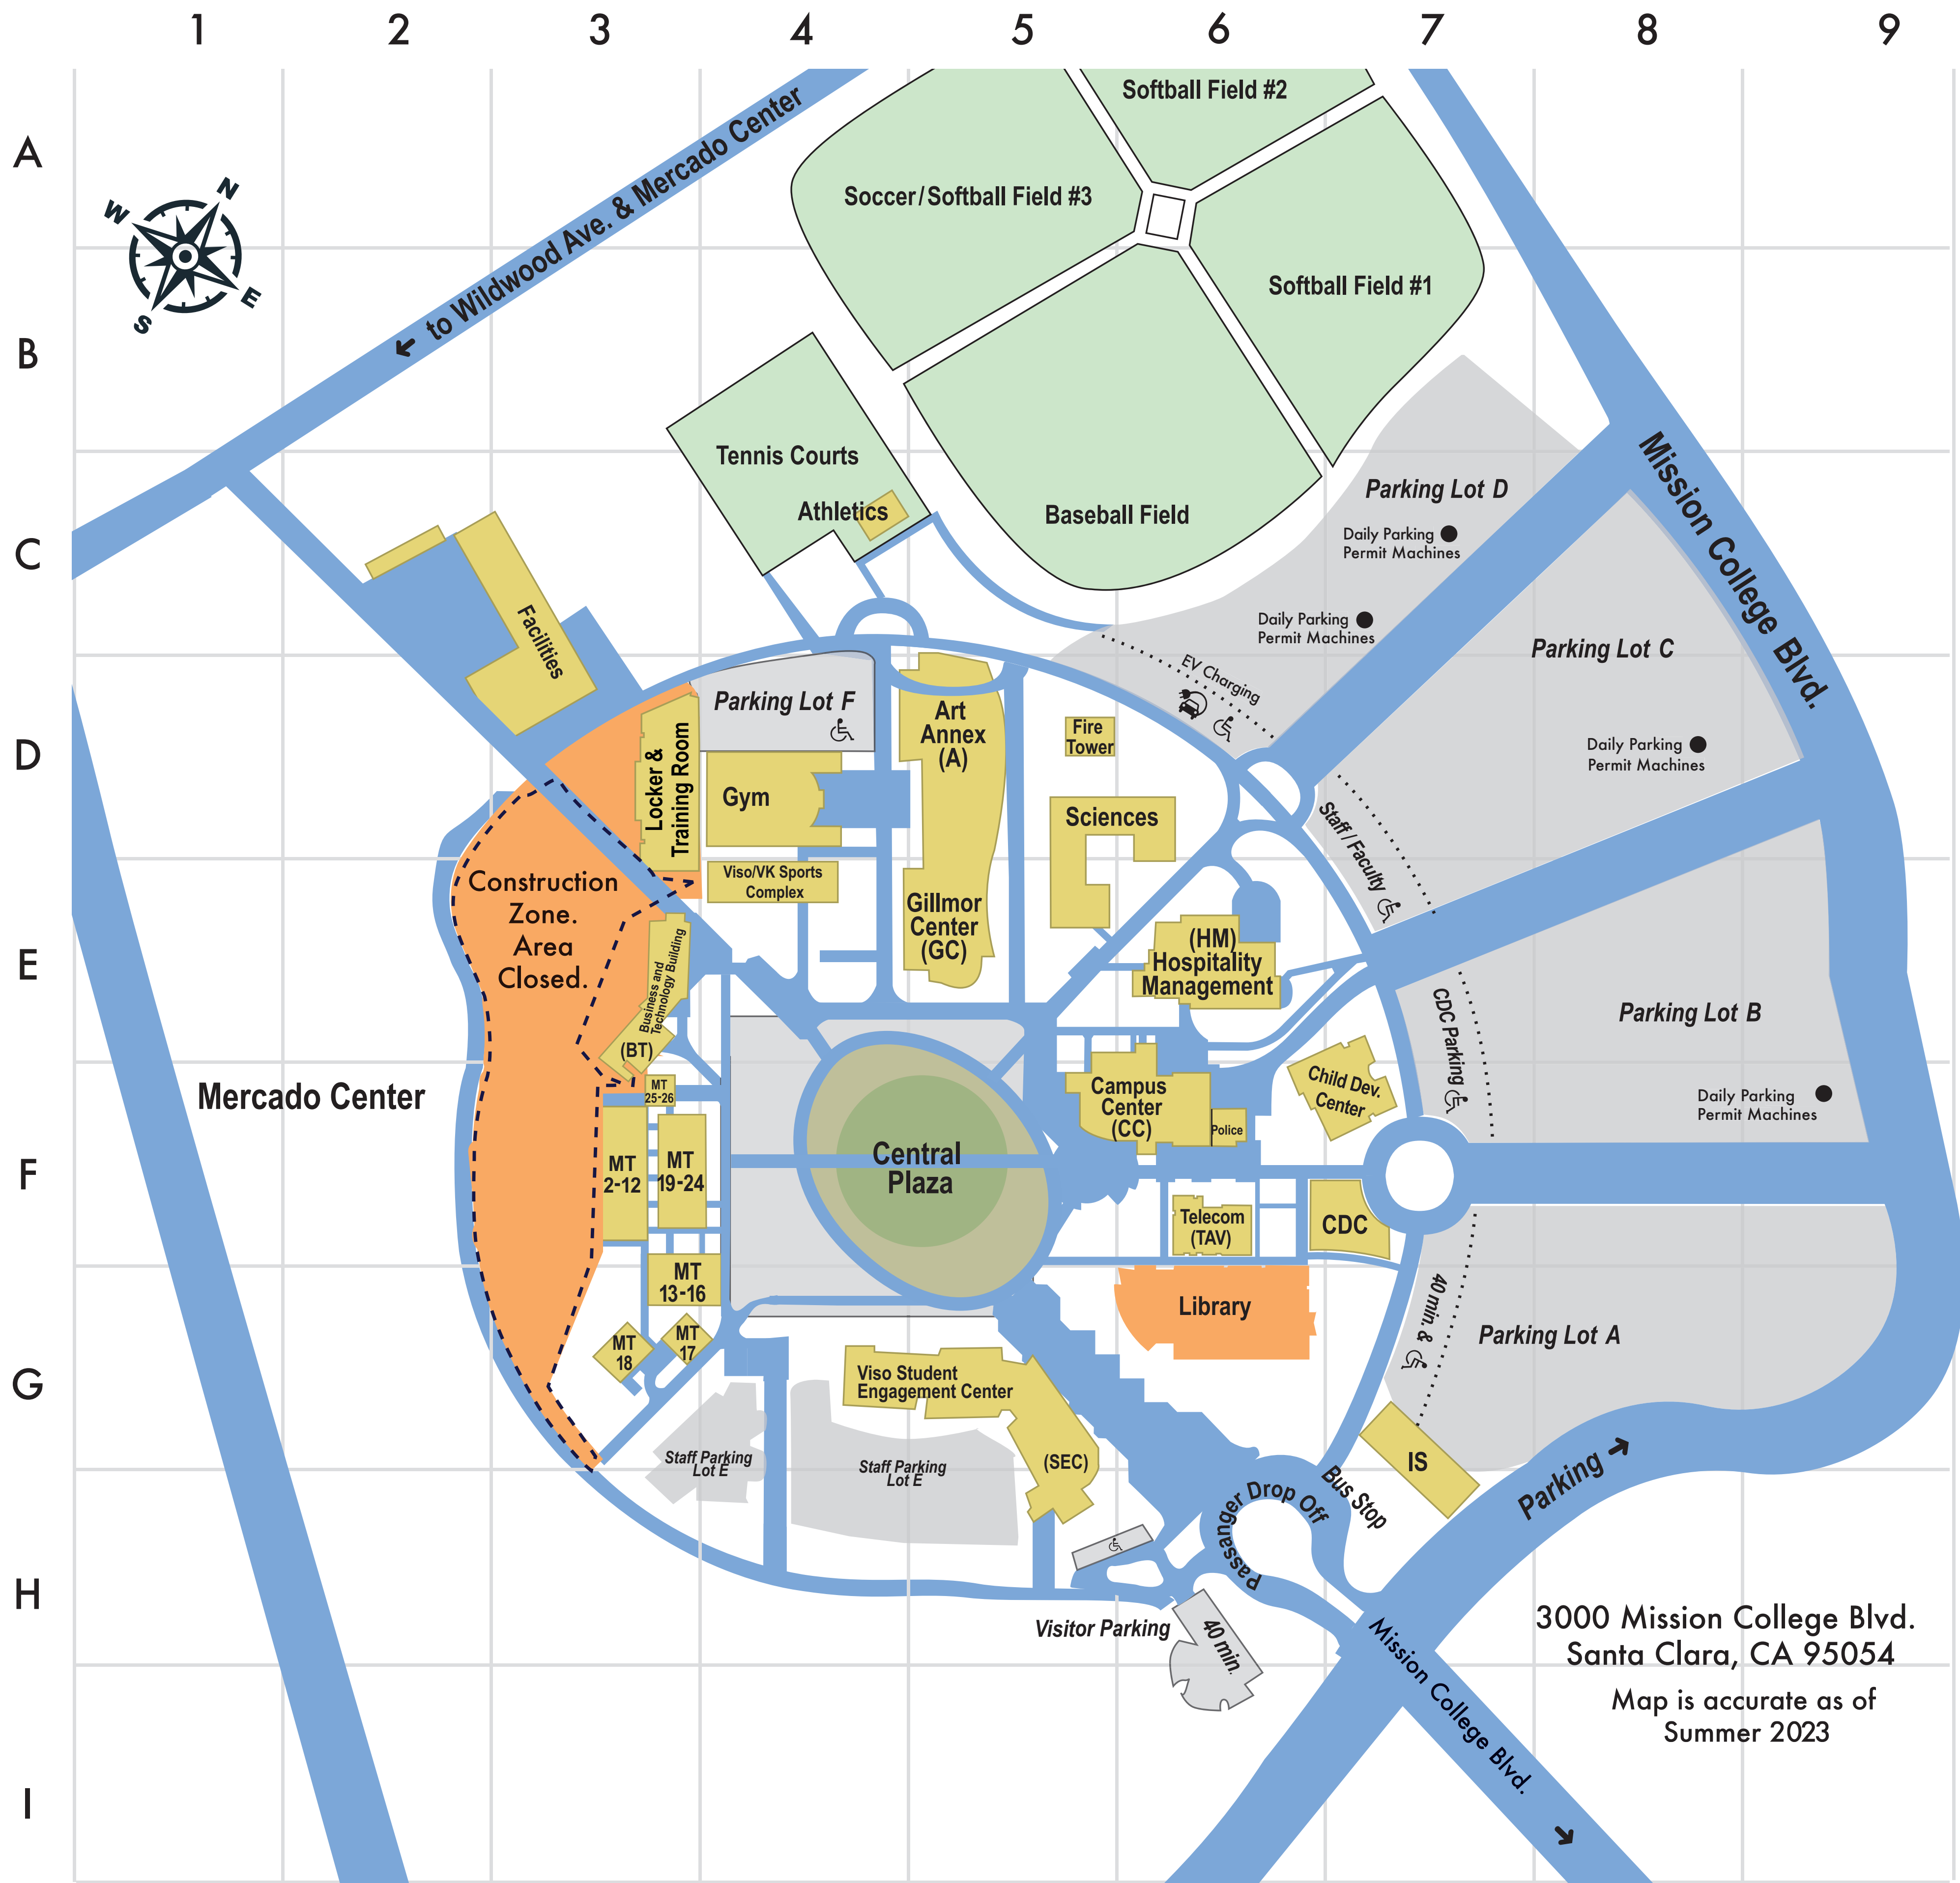 1 2 3 4 5 6 7 8 9
A
B
C
D
E
F
G
H
I
N
W
E
S
← to Wildwood Ave. & Mercado Center
Softball Field #2
Soccer/Softball Field #3
Softball Field #1
Tennis Courts
Athletics
Baseball Field
Parking Lot D
Daily Parking
Permit Machines
Daily Parking
Permit Machines
Mission College Blvd.
Parking Lot C
Daily Parking
Permit Machines
EV Charging
Facilities
Parking Lot F
Art
Annex
(A)
Fire
Tower
Locker &
Training Room
Gym
Sciences
Staff/Faculty
Viso/VK Sports
Complex
Construction
Zone.
Area
Closed.
Gillmor
Center
(GC)
(HM)
Hospitality
Management
Business and
Technology Building
(BT)
CDC Parking
Parking Lot B
Daily Parking
Permit Machines
Mercado Center
MT
25-26
Campus
Center
(CC)
Police
Child Dev.
Center
MT
2-12
MT
19-24
Central
Plaza
Telecom
(TAV)
CDC
MT
13-16
Library
40 min. &
Parking Lot A
MT
18
MT
17
Viso Student
Engagement Center
(SEC)
Staff Parking
Lot E
Staff Parking
Lot E
IS
Parking →
Bus Stop
Passanger Drop Off
Visitor Parking
40 min.
Mission College Blvd.
→
3000 Mission College Blvd.
Santa Clara, CA 95054
Map is accurate as of
Summer 2023